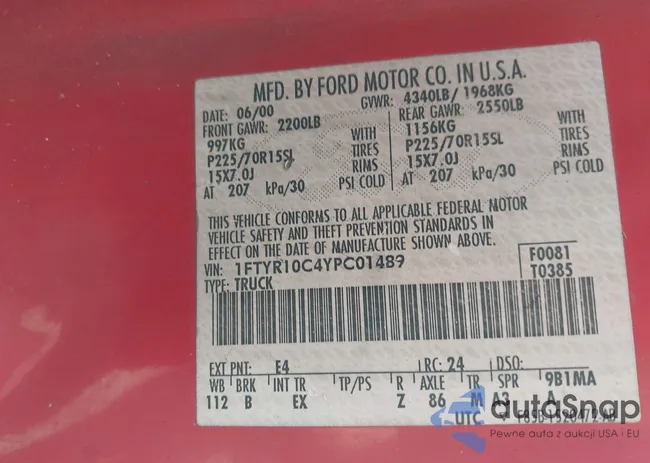 MFD. BY FORD MOTOR CO. IN U.S.A.
DATE: 06/00 GVWR: 4340LB/ 1968KG
FRONT GAWR: 2200LB REAR GAWR: 2550LB
997KG WITH 1156KG WITH
P225/70R15SL TIRES P225/70R15SL TIRES
15X7.0J RIMS 15X7.0J RIMS
AT 207 kPa/30 PSI COLD AT 207 kPa/30 PSI COLD
THIS VEHICLE CONFORMS TO ALL APPLICABLE FEDERAL MOTOR
VEHICLE SAFETY AND THEFT PREVENTION STANDARDS IN
EFFECT ON THE DATE OF MANUFACTURE SHOWN ABOVE.
VIN: 1FTYR10C4YPC01489 F0081
TYPE: TRUCK T0385
EXT PNT: E4 RC: 24 DSO:
WB BRK INT TR TP/PS R AXLE TR SPR 9B1MA
112 B EX Z 86 M A3 A
UTC
autoSnap
Pewne auta z aukcji USA i EU